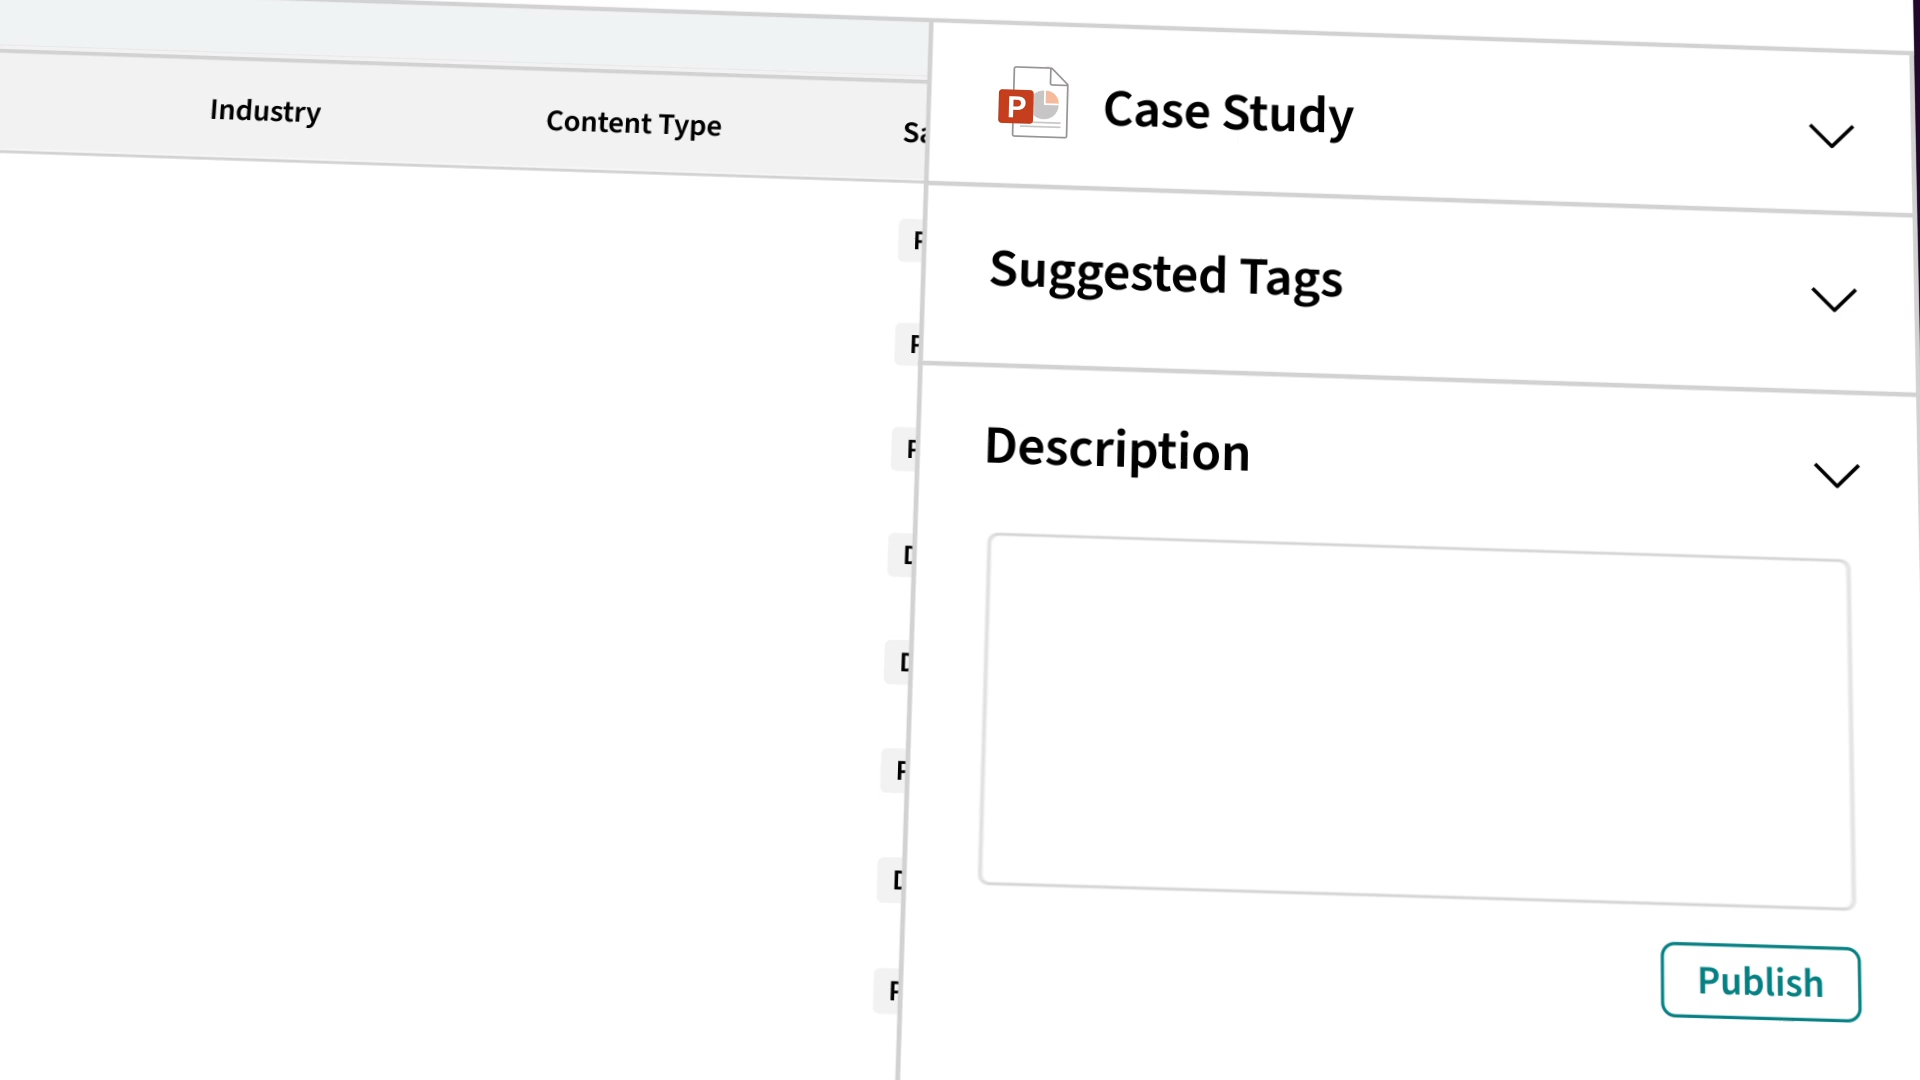 Industry
Content Type
P
Case Study
Suggested Tags
Description
Publish